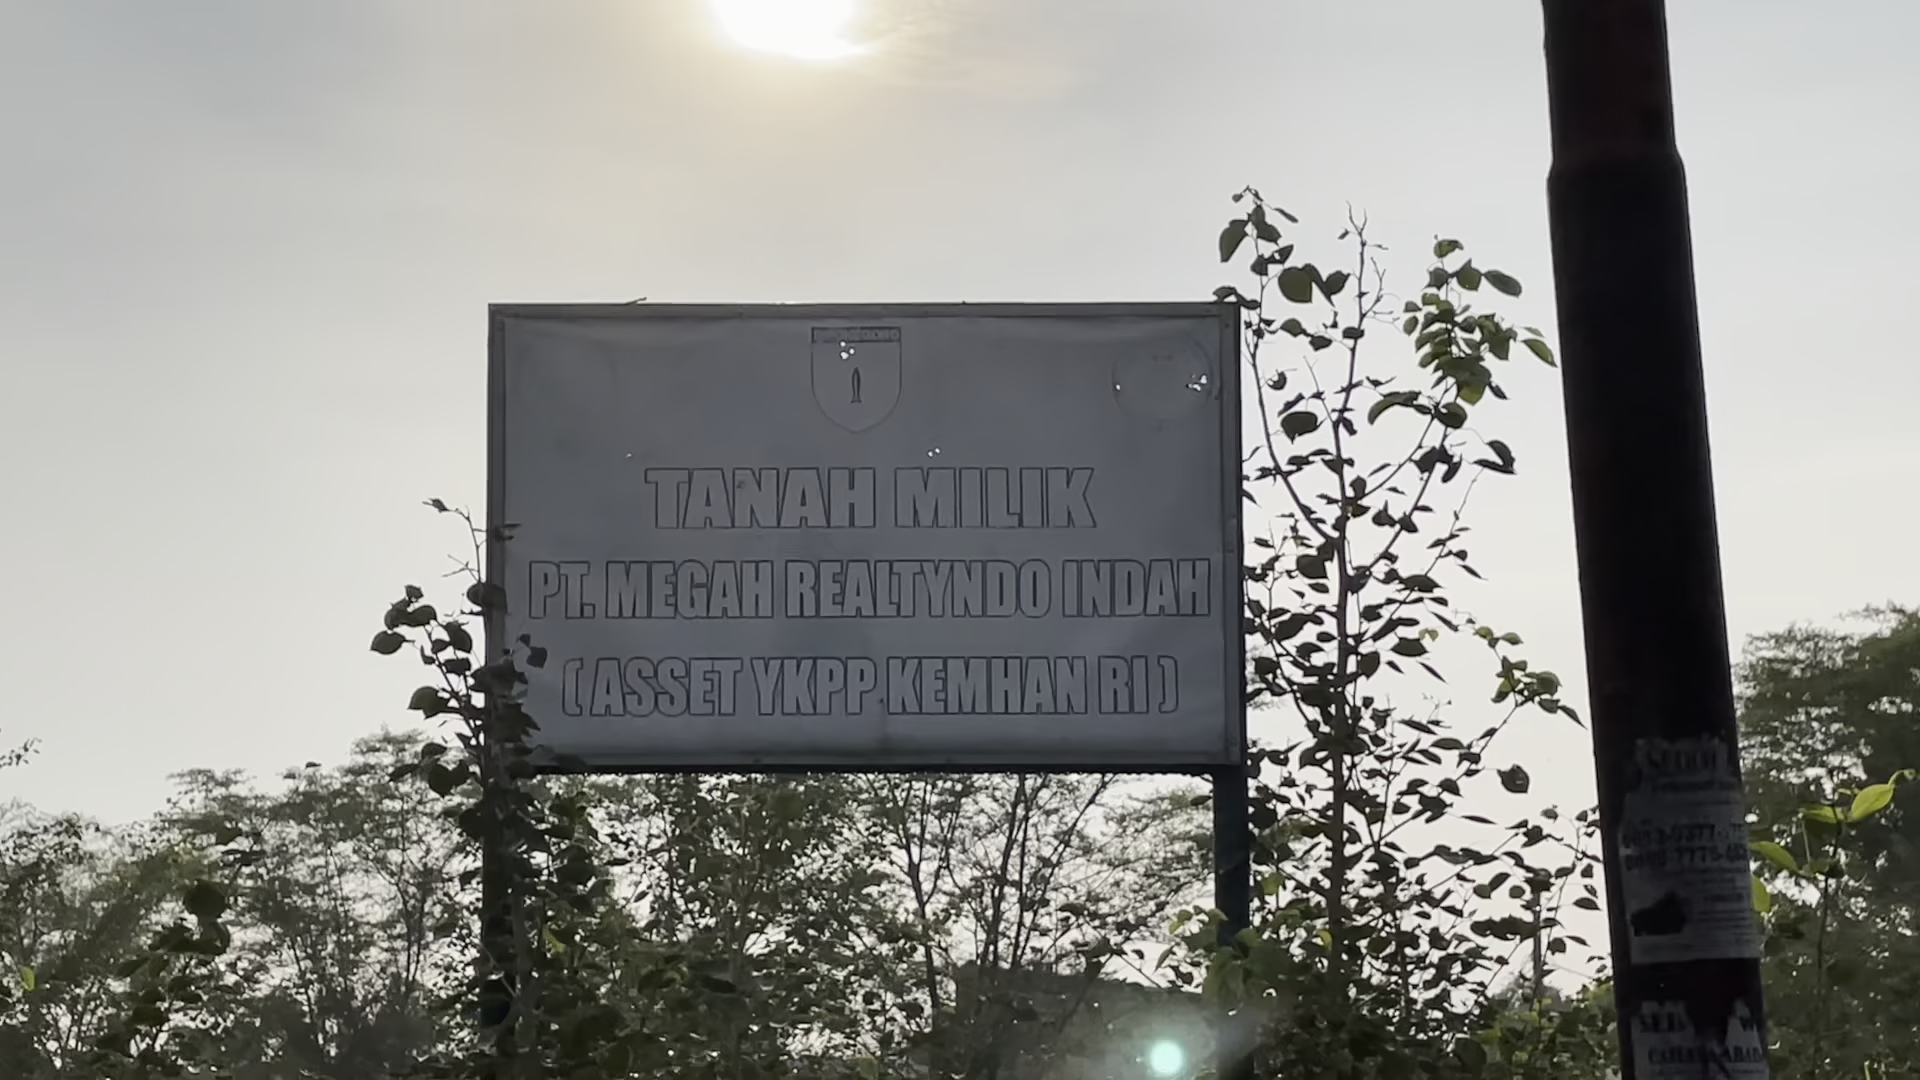 TANAH MILIK
PT. MEGAH REALTYNDO INDAH
( ASSET YKPP KEMHAN RI )